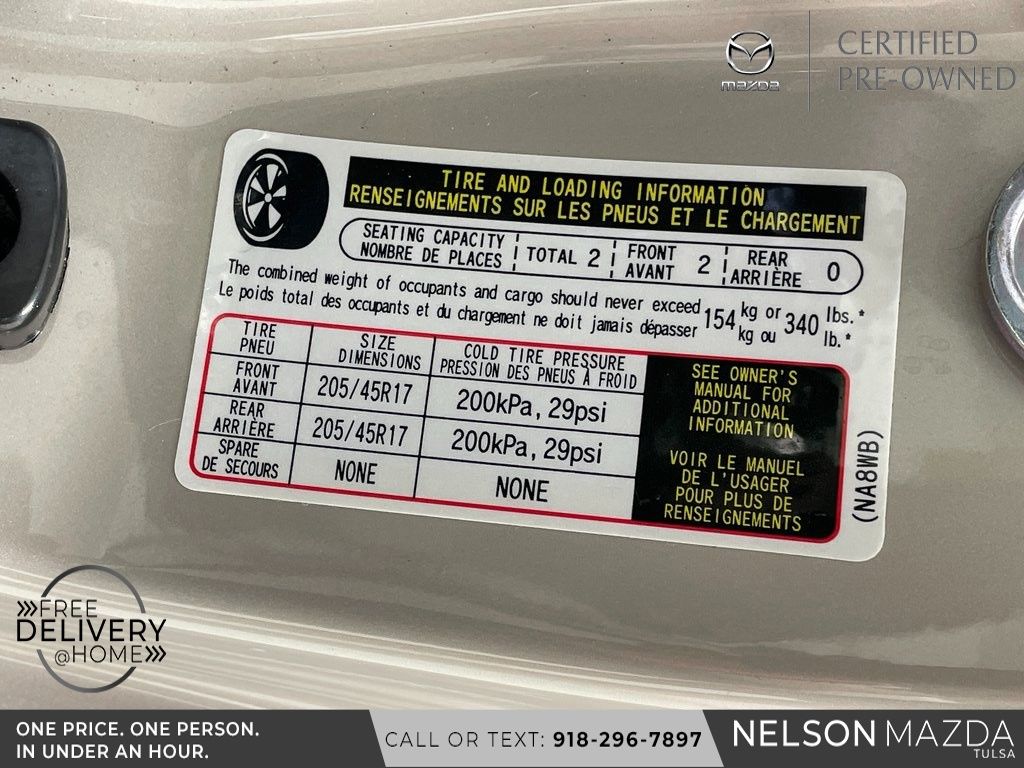 mazda
CERTIFIED
PRE-OWNED
TIRE AND LOADING INFORMATION
RENSEIGNEMENTS SUR LES PNEUS ET LE CHARGEMENT
SEATING CAPACITY
NOMBRE DE PLACES
TOTAL 2
FRONT
AVANT
2
REAR
ARRIÈRE
0
The combined weight of occupants and cargo should never exceed
Le poids total des occupants et du chargement ne doit jamais dépasser
154
kg or
kg ou
340
lbs.*
lb.*
TIRE
PNEU
SIZE
DIMENSIONS
COLD TIRE PRESSURE
PRESSION DES PNEUS À FROID
FRONT
AVANT
205/45R17
200kPa, 29psi
REAR
ARRIÈRE
205/45R17
200kPa, 29psi
SPARE
DE SECOURS
NONE
NONE
SEE OWNER'S
MANUAL FOR
ADDITIONAL
INFORMATION
VOIR LE MANUEL
DE L'USAGER
POUR PLUS DE
RENSEIGNEMENTS
(NA8WB)
FREE
DELIVERY
@HOME
ONE PRICE. ONE PERSON.
IN UNDER AN HOUR.
CALL OR TEXT: 918-296-7897
NELSON MAZDA
TULSA